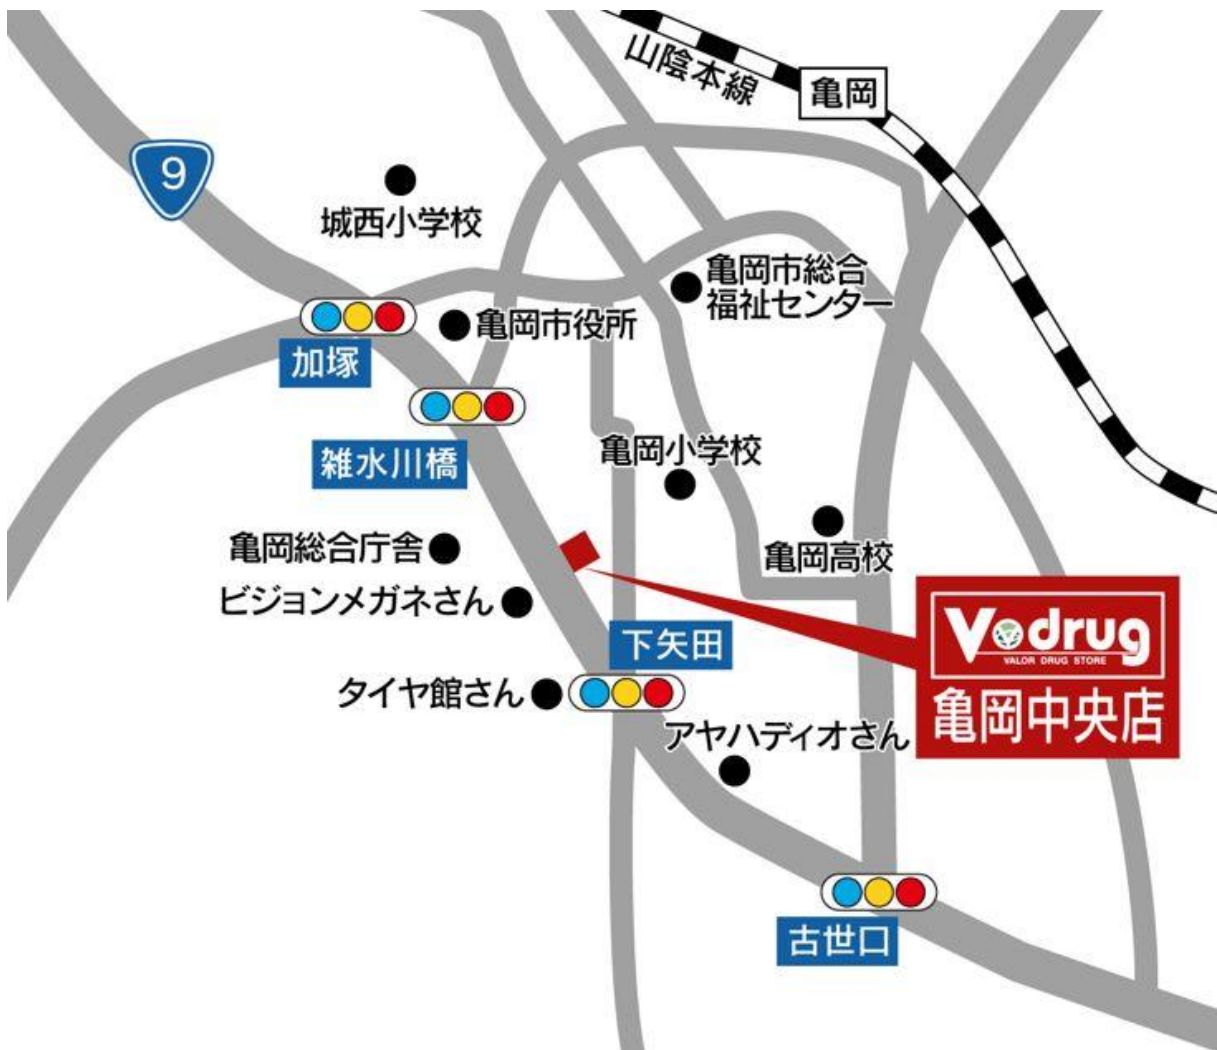 山陰本線
亀岡
9
城西小学校
亀岡市総合
福祉センター
亀岡市役所
加塚
雑水川橋
亀岡小学校
亀岡高校
亀岡総合庁舎
ビジョンメガネさん
下矢田
タイヤ館さん
アヤハディオさん
V drug
VALOR DRUG STORE
亀岡中央店
古世口